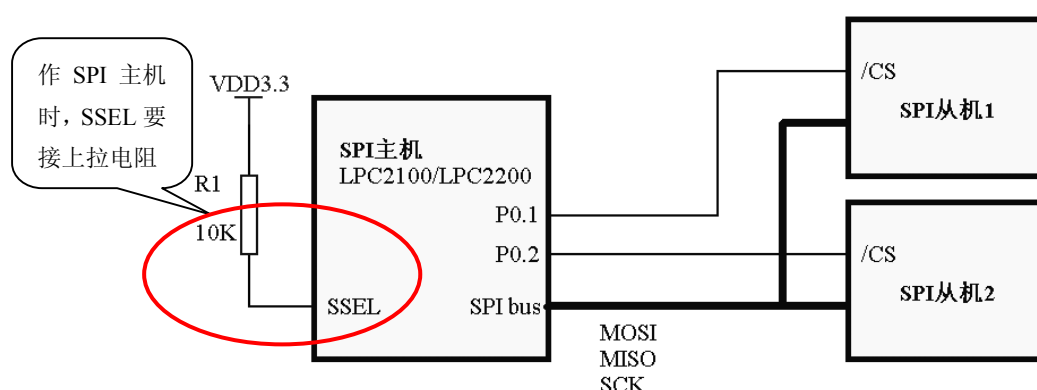 作 SPI 主机
时，SSEL 要
接上拉电阻
VDD3.3
R1
10K
SPI主机
LPC2100/LPC2200
P0.1
P0.2
SSEL
SPI bus
MOSI
MISO
SCK
/CS
SPI从机1
/CS
SPI从机2